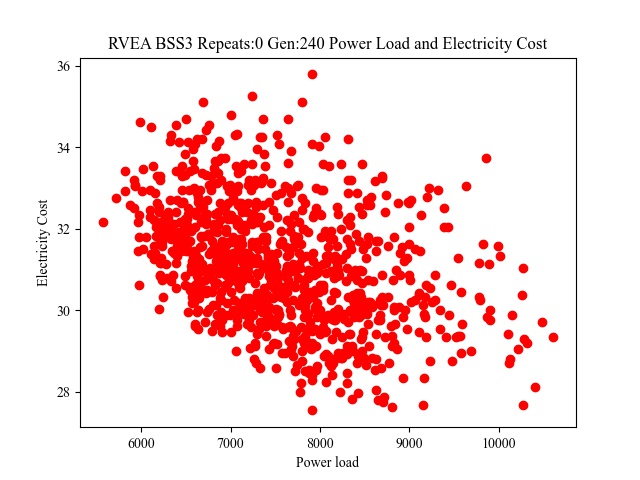 RVEA BSS3 Repeats:0 Gen:240 Power Load and Electricity Cost
36
34
32
30
28
Electricity Cost
6000 7000 8000 9000 10000
Power load